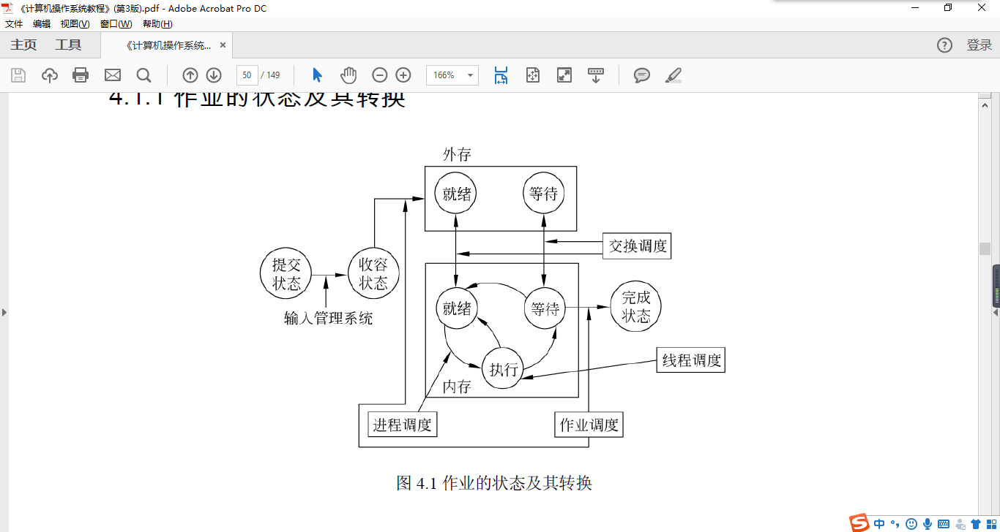 《计算机操作系统教程》(第3版).pdf - Adobe Acrobat Pro DC
文件 编辑 视图(V) 窗口(W) 帮助(H)
主页 工具 《计算机操作系统... × 登录
50 / 149 166%
4.1.1 作业的状态及其转换
外存
就绪 等待
交换调度
提交
状态
收容
状态
输入管理系统
就绪 等待
完成
状态
执行
线程调度
内存
进程调度 作业调度
图 4.1 作业的状态及其转换
中